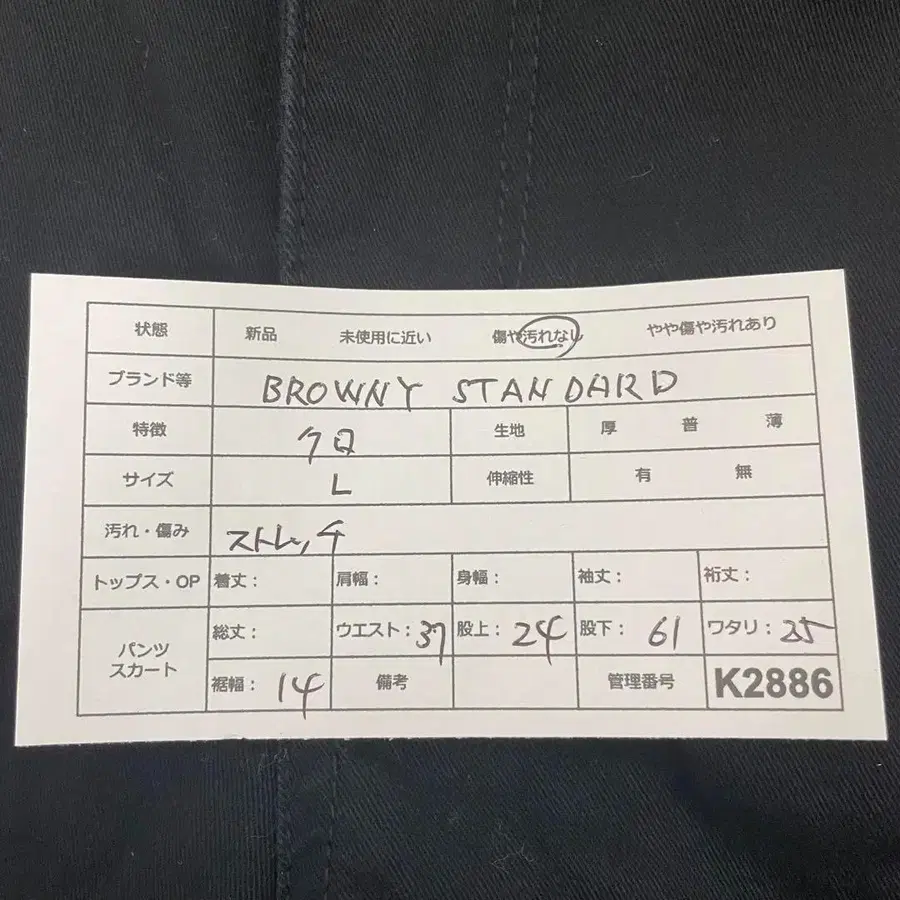 状態 新品 未使用に近い 傷や汚れなし やや傷や汚れあり
ブランド等 BROWNY STANDARD
特徴 クロ 生地 厚 普 薄
サイズ L 伸縮性 有 無
汚れ・傷み ストレッチ
トップス・OP 着丈: 肩幅: 身幅: 袖丈: 裄丈:
パンツ スカート 総丈: ウエスト: 37 股上: 24 股下: 61 ワタリ: 25
裾幅: 14 備考 管理番号 K2886